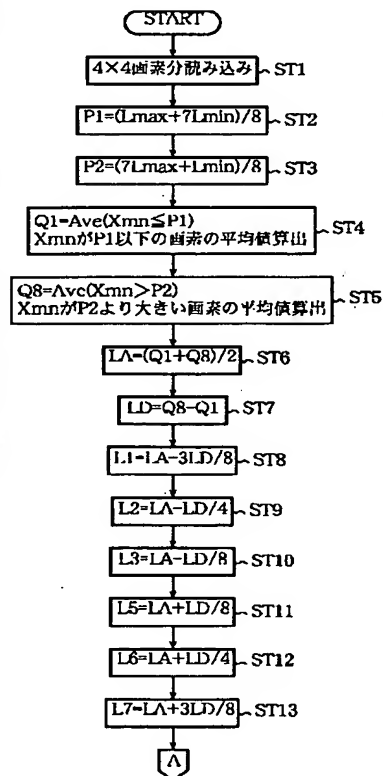 START
4×4画素分読み込み ST1
P1=(Lmax+7Lmin)/8 ST2
P2=(7Lmax+Lmin)/8 ST3
Q1=Ave(Xmn≦P1)
XmnがP1以下の画素の平均値算出 ST4
Q8=Ave(Xmn>P2)
XmnがP2より大きい画素の平均値算出 ST5
LA=(Q1+Q8)/2 ST6
LD=Q8-Q1 ST7
L1=LA-3LD/8 ST8
L2=LA-LD/4 ST9
L3=LA-LD/8 ST10
L5=LA+LD/8 ST11
L6=LA+LD/4 ST12
L7=LA+3LD/8 ST13
A